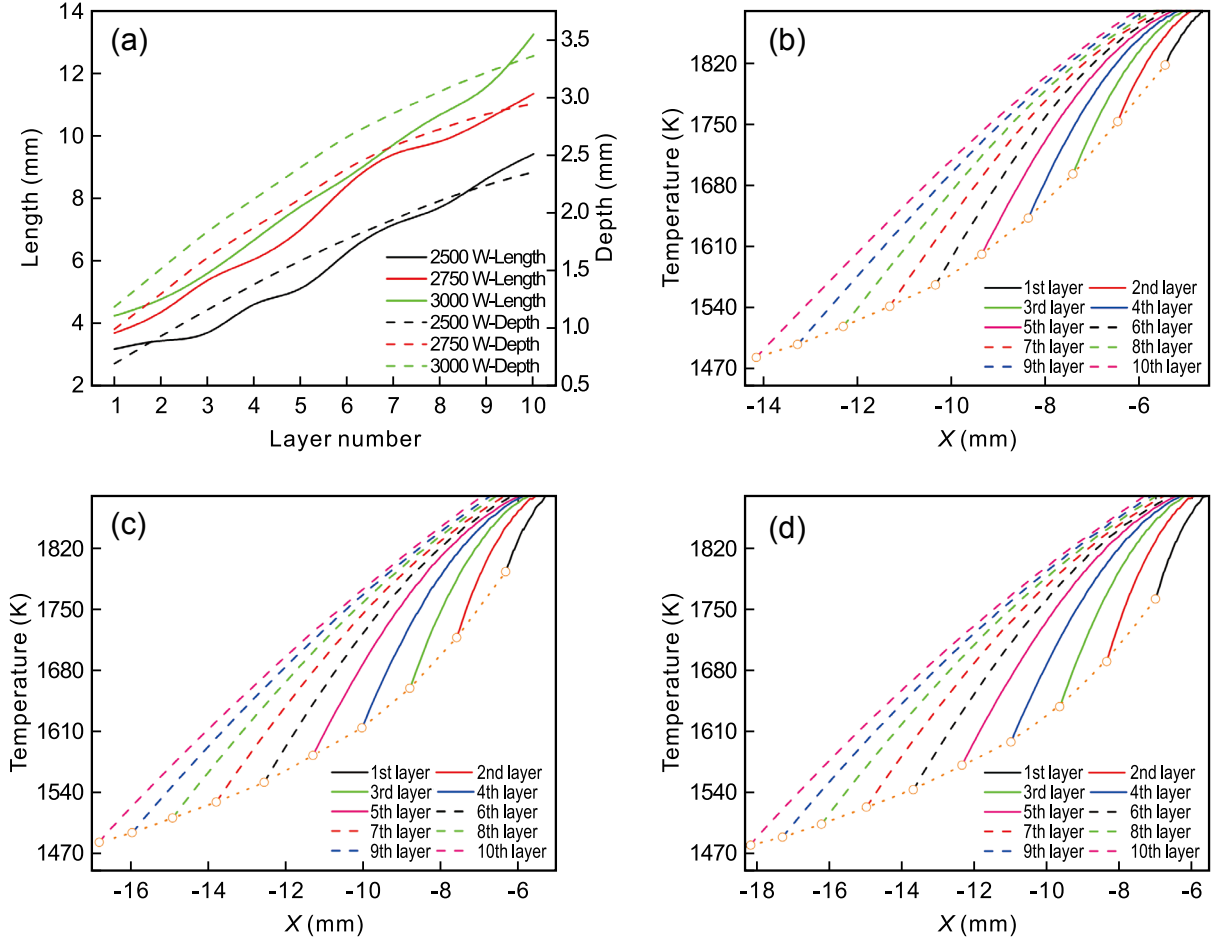 (a)
14
12
10
8
6
4
2
Length (mm)
3.5
3.0
2.5
2.0
1.5
1.0
0.5
Depth (mm)
2500 W-Length
2750 W-Length
3000 W-Length
2500 W-Depth
2750 W-Depth
3000 W-Depth
1 2 3 4 5 6 7 8 9 10
Layer number
(b)
1820
1750
1680
1610
1540
1470
Temperature (K)
1st layer 2nd layer
3rd layer 4th layer
5th layer 6th layer
7th layer 8th layer
9th layer 10th layer
-14 -12 -10 -8 -6
X (mm)
(c)
1820
1750
1680
1610
1540
1470
Temperature (K)
1st layer 2nd layer
3rd layer 4th layer
5th layer 6th layer
7th layer 8th layer
9th layer 10th layer
-16 -14 -12 -10 -8 -6
X (mm)
(d)
1820
1750
1680
1610
1540
1470
Temperature (K)
1st layer 2nd layer
3rd layer 4th layer
5th layer 6th layer
7th layer 8th layer
9th layer 10th layer
-18 -16 -14 -12 -10 -8 -6
X (mm)